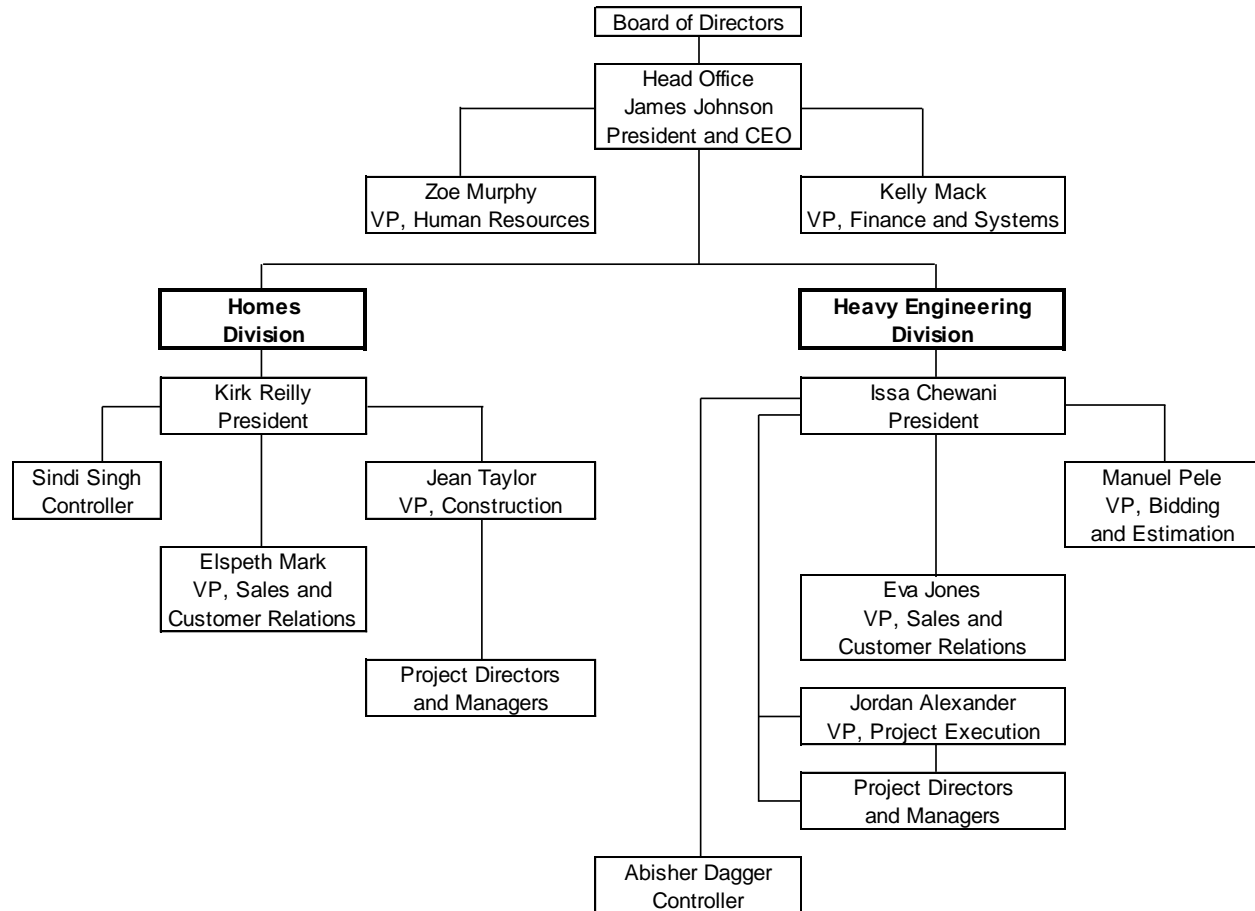 Board of Directors
Head Office
James Johnson
President and CEO
Zoe Murphy
VP, Human Resources
Kelly Mack
VP, Finance and Systems
Homes
Division
Heavy Engineering
Division
Kirk Reilly
President
Issa Chewani
President
Sindi Singh
Controller
Jean Taylor
VP, Construction
Manuel Pele
VP, Bidding
and Estimation
Elspeth Mark
VP, Sales and
Customer Relations
Eva Jones
VP, Sales and
Customer Relations
Project Directors
and Managers
Jordan Alexander
VP, Project Execution
Project Directors
and Managers
Abisher Dagger
Controller